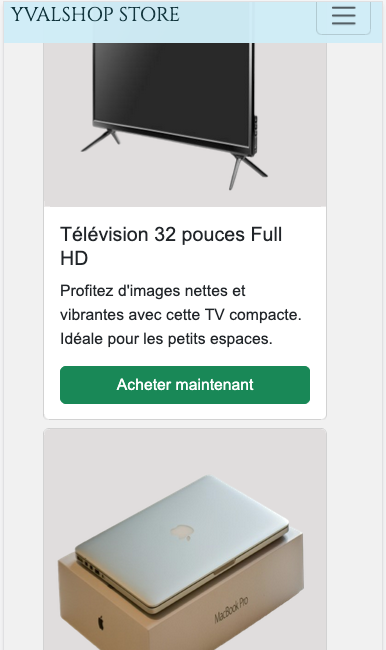 YVALSHOP STORE
Télévision 32 pouces Full
HD
Profitez d'images nettes et
vibrantes avec cette TV compacte.
Idéale pour les petits espaces.
Acheter maintenant
MacBook Pro